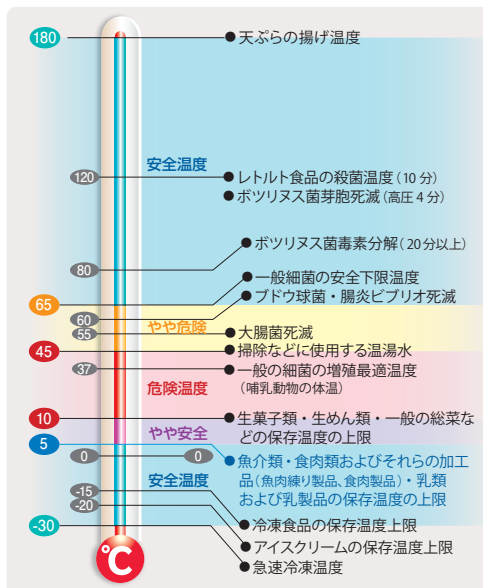 180
●天ぷらの揚げ温度
安全温度
120
●レトルト食品の殺菌温度(10分)
●ボツリヌス菌芽胞死滅(高圧4分)
●ボツリヌス菌毒素分解(20分以上)
80
●一般細菌の安全下限温度
65
●ブドウ球菌・腸炎ビブリオ死滅
60
やや危険
55
●大腸菌死滅
45
●掃除などに使用する温湯水
37
●一般の細菌の増殖最適温度
(哺乳動物の体温)
危険温度
10
●生菓子類・生めん類・一般の総菜な
どの保存温度の上限
やや安全
5
0
0
●魚介類・食肉類およびそれらの加工
品(魚肉練り製品、食肉製品)・乳類
および乳製品の保存温度の上限
安全温度
-15
-20
●冷凍食品の保存温度上限
-30
●アイスクリームの保存温度上限
●急速冷凍温度
℃